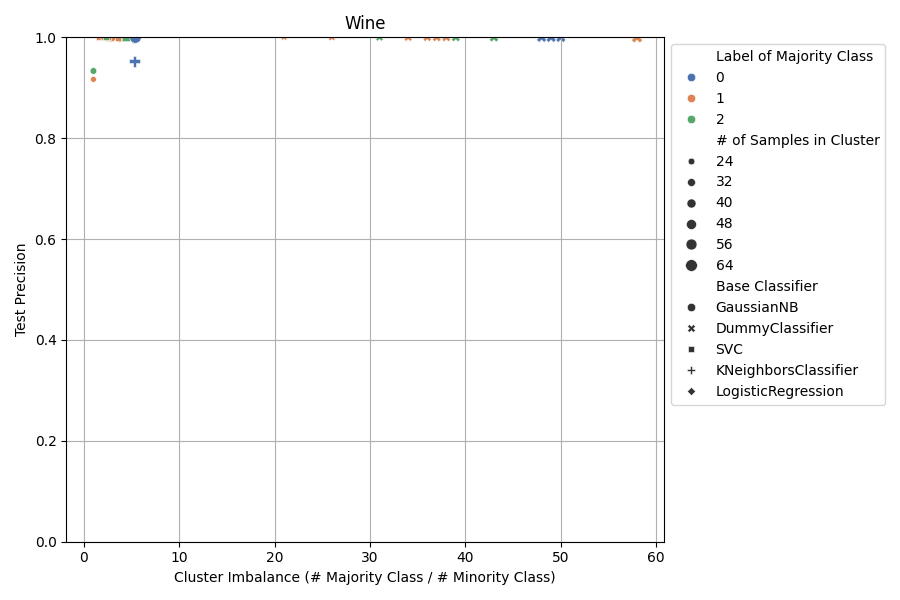 Wine
1.0
0.8
0.6
0.4
0.2
0.0
Test Precision
0
10
20
30
40
50
60
Cluster Imbalance (# Majority Class / # Minority Class)
Label of Majority Class
0
1
2
# of Samples in Cluster
24
32
40
48
56
64
Base Classifier
GaussianNB
DummyClassifier
SVC
KNeighborsClassifier
LogisticRegression